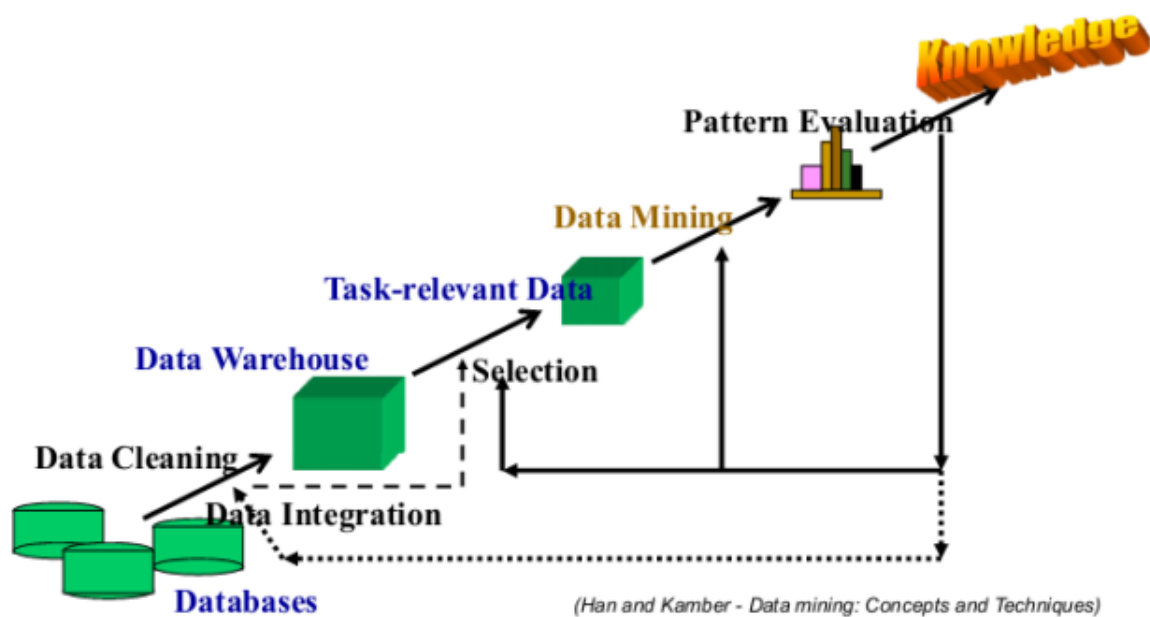 Knowledge
Pattern Evaluation
Data Mining
Task-relevant Data
Data Warehouse
Selection
Data Cleaning
Data Integration
Databases
(Han and Kamber - Data mining: Concepts and Techniques)